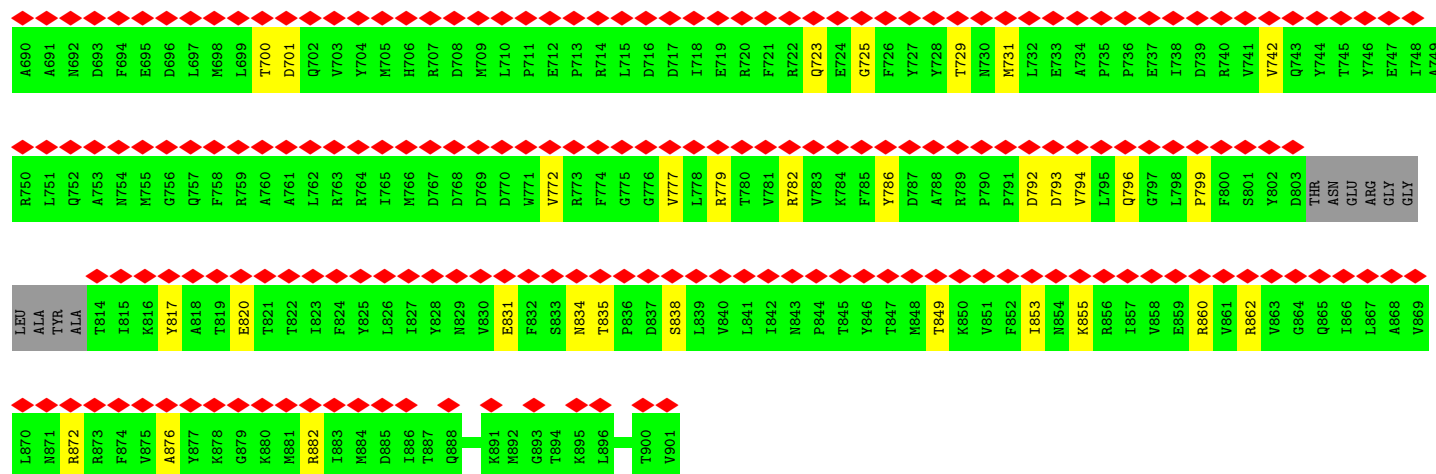 A690 A691 N692 D693 F694 E695 D696 L697 M698 L699 T700 D701 Q702 V703 Y704 M705 H706 R707 D708 M709 L710 P711 E712 P713 R714 L715 D716 D717 I718 E719 R720 F721 R722 Q723 E724 G725 F726 Y727 Y728 T729 N730 M731 L732 E733 A734 P735 P736 E737 I738 D739 R740 V741 V742 Q743 Y744 T745 Y746 E747 I748 A749
R750 L751 Q752 A753 N754 M755 G756 Q757 F758 R759 A760 A761 L762 R763 R764 I765 M766 D767 D768 D769 D770 W771 V772 R773 F774 G775 G776 V777 L778 R779 T780 V781 R782 V783 K784 F785 Y786 D787 A788 R789 P790 P791 D792 D793 V794 L795 Q796 G797 L798 P799 F800 S801 Y802 D803 THR ASN GLU ARG GLY GLY
LEU ALA TYR ALA T814 I815 K816 Y817 A818 T819 E820 T821 T822 I823 F824 Y825 L826 I827 Y828 N829 V830 E831 F832 S833 N834 T835 P836 D837 S838 L839 V840 L841 I842 N843 P844 T845 Y846 T847 M848 T849 K850 V851 F852 I853 N854 K855 R856 I857 V858 E859 R860 V861 R862 V863 G864 Q865 I866 L867 A868 V869
L870 N871 R872 R873 F874 V875 A876 Y877 K878 G879 K880 M881 R882 I883 M884 D885 I886 T887 Q888 K891 M892 G893 T894 K895 L896 T900 V901